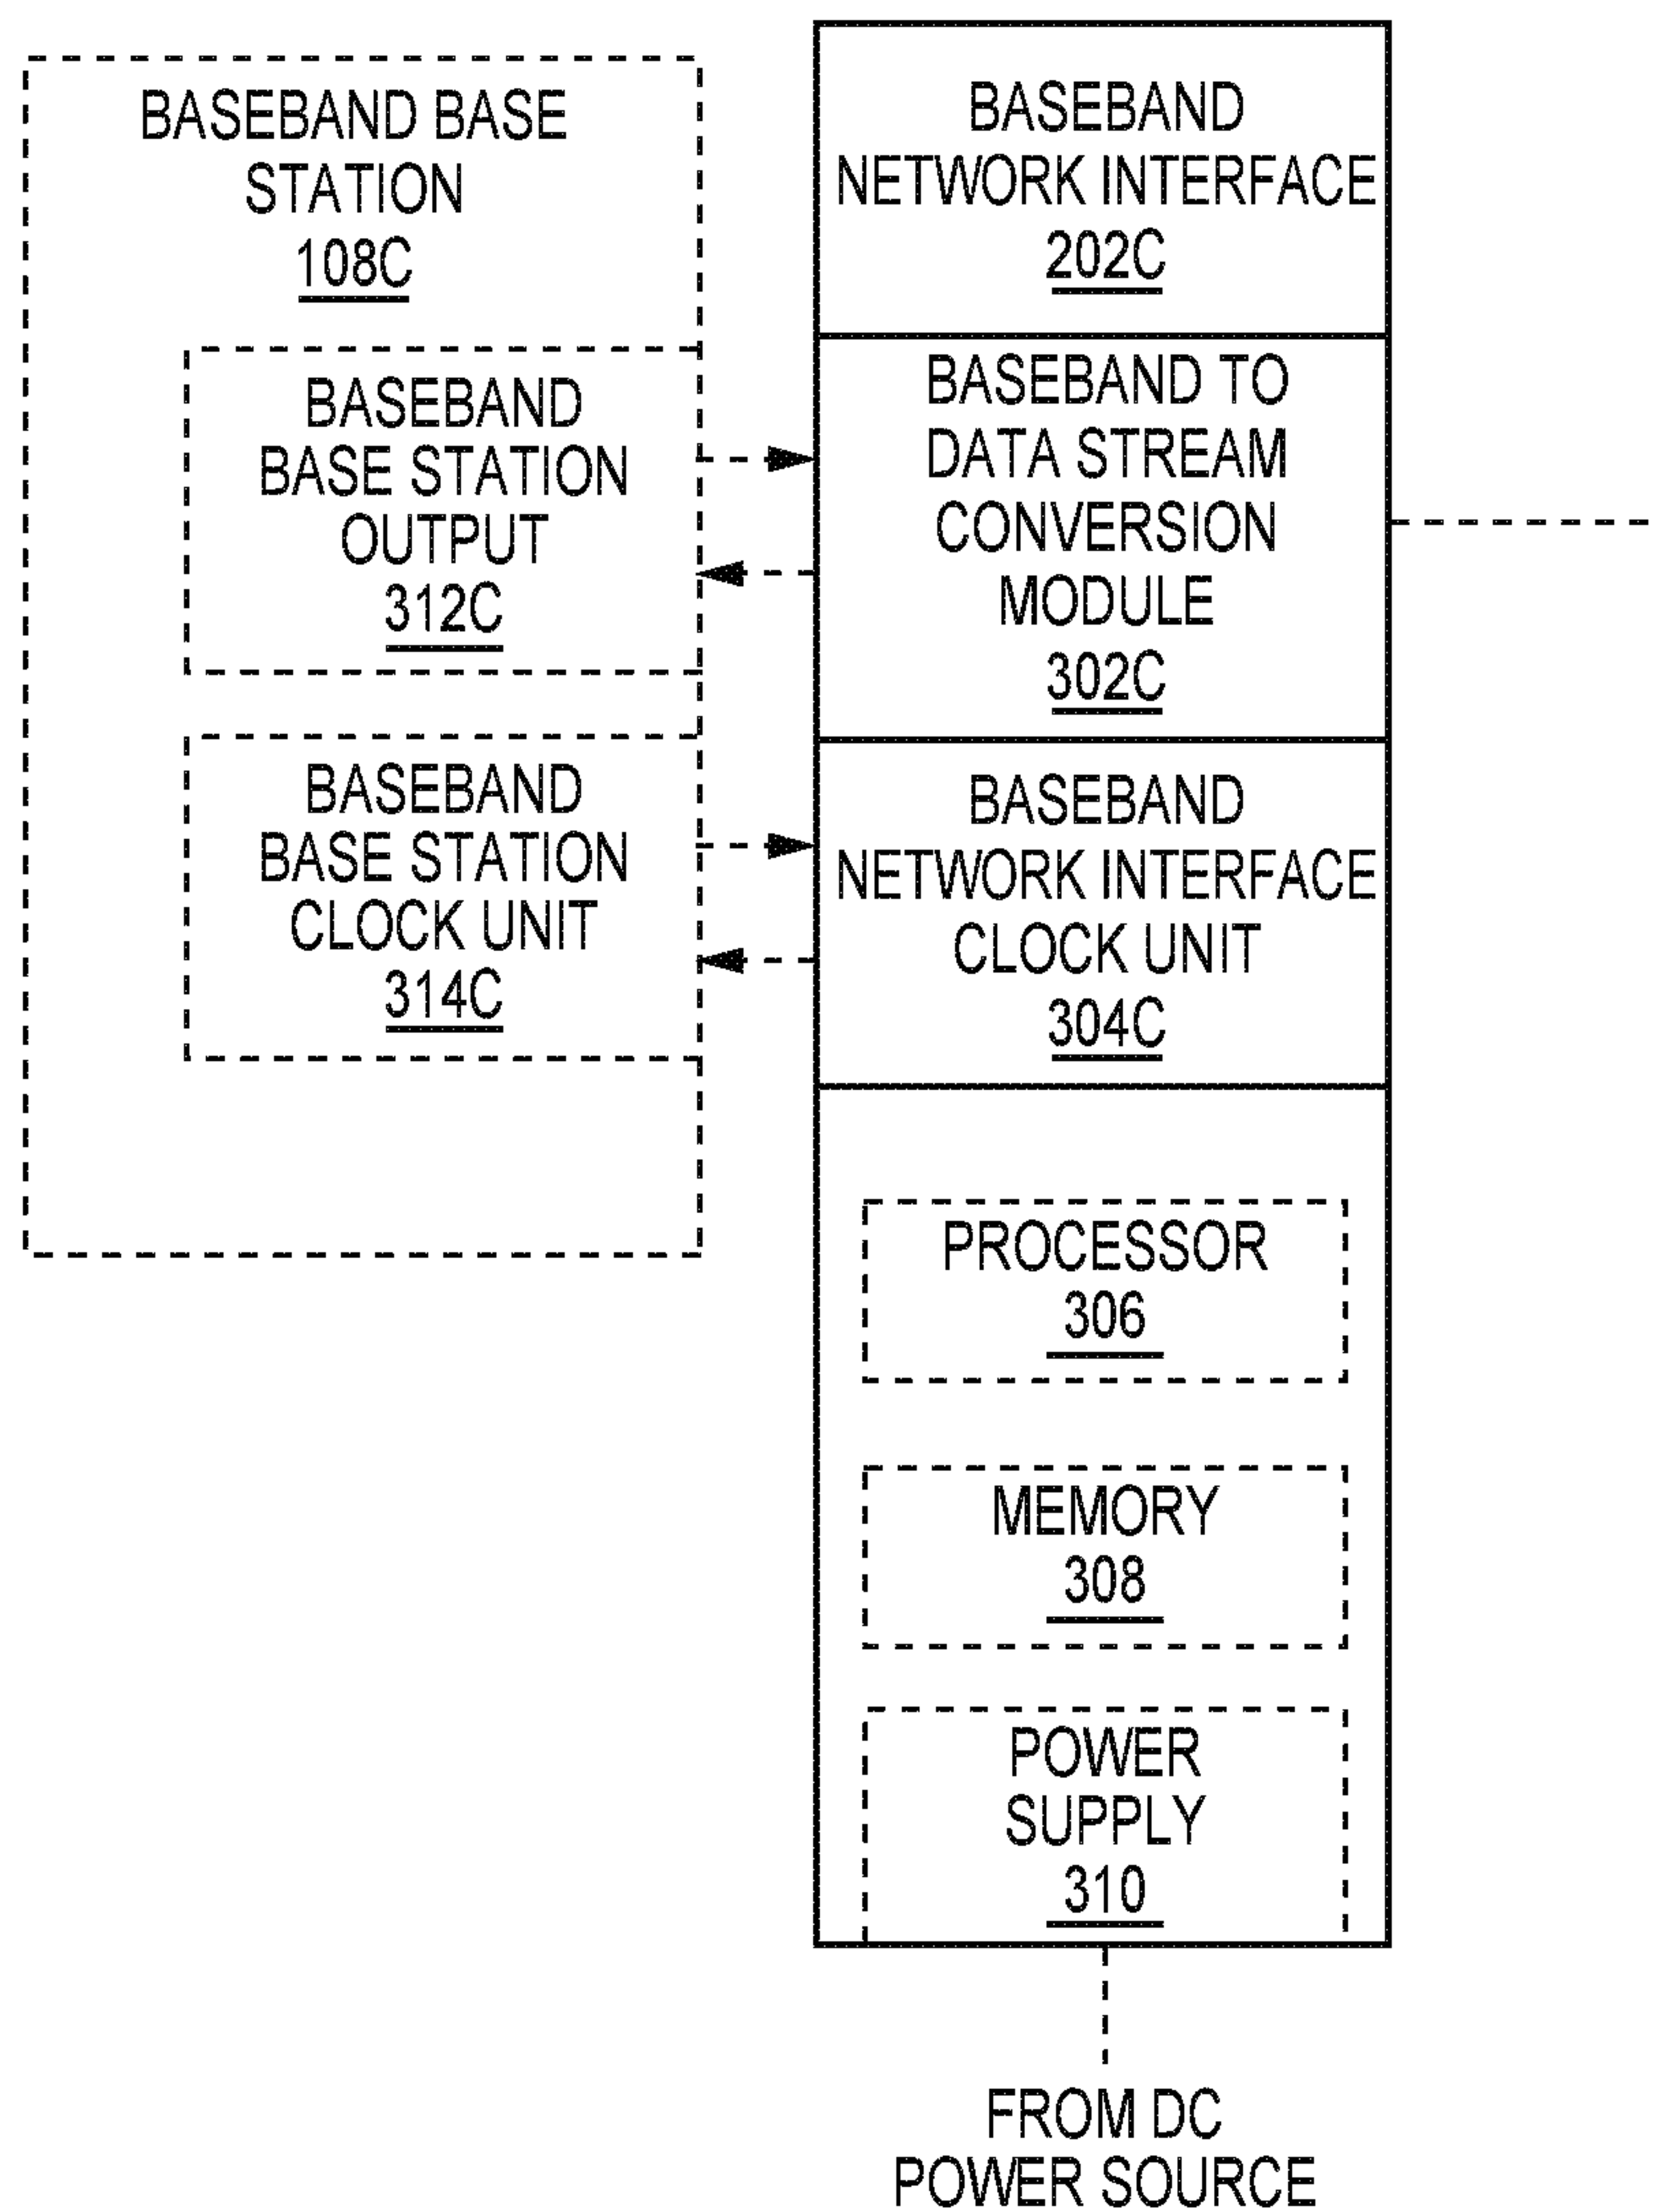 BASEBAND BASE
STATION
108C
BASEBAND
BASE STATION
OUTPUT
312C
BASEBAND
BASE STATION
CLOCK UNIT
314C
BASEBAND
NETWORK INTERFACE
202C
BASEBAND TO
DATA STREAM
CONVERSION
MODULE
302C
BASEBAND
NETWORK INTERFACE
CLOCK UNIT
304C
PROCESSOR
306
MEMORY
308
POWER
SUPPLY
310
FROM DC
POWER SOURCE